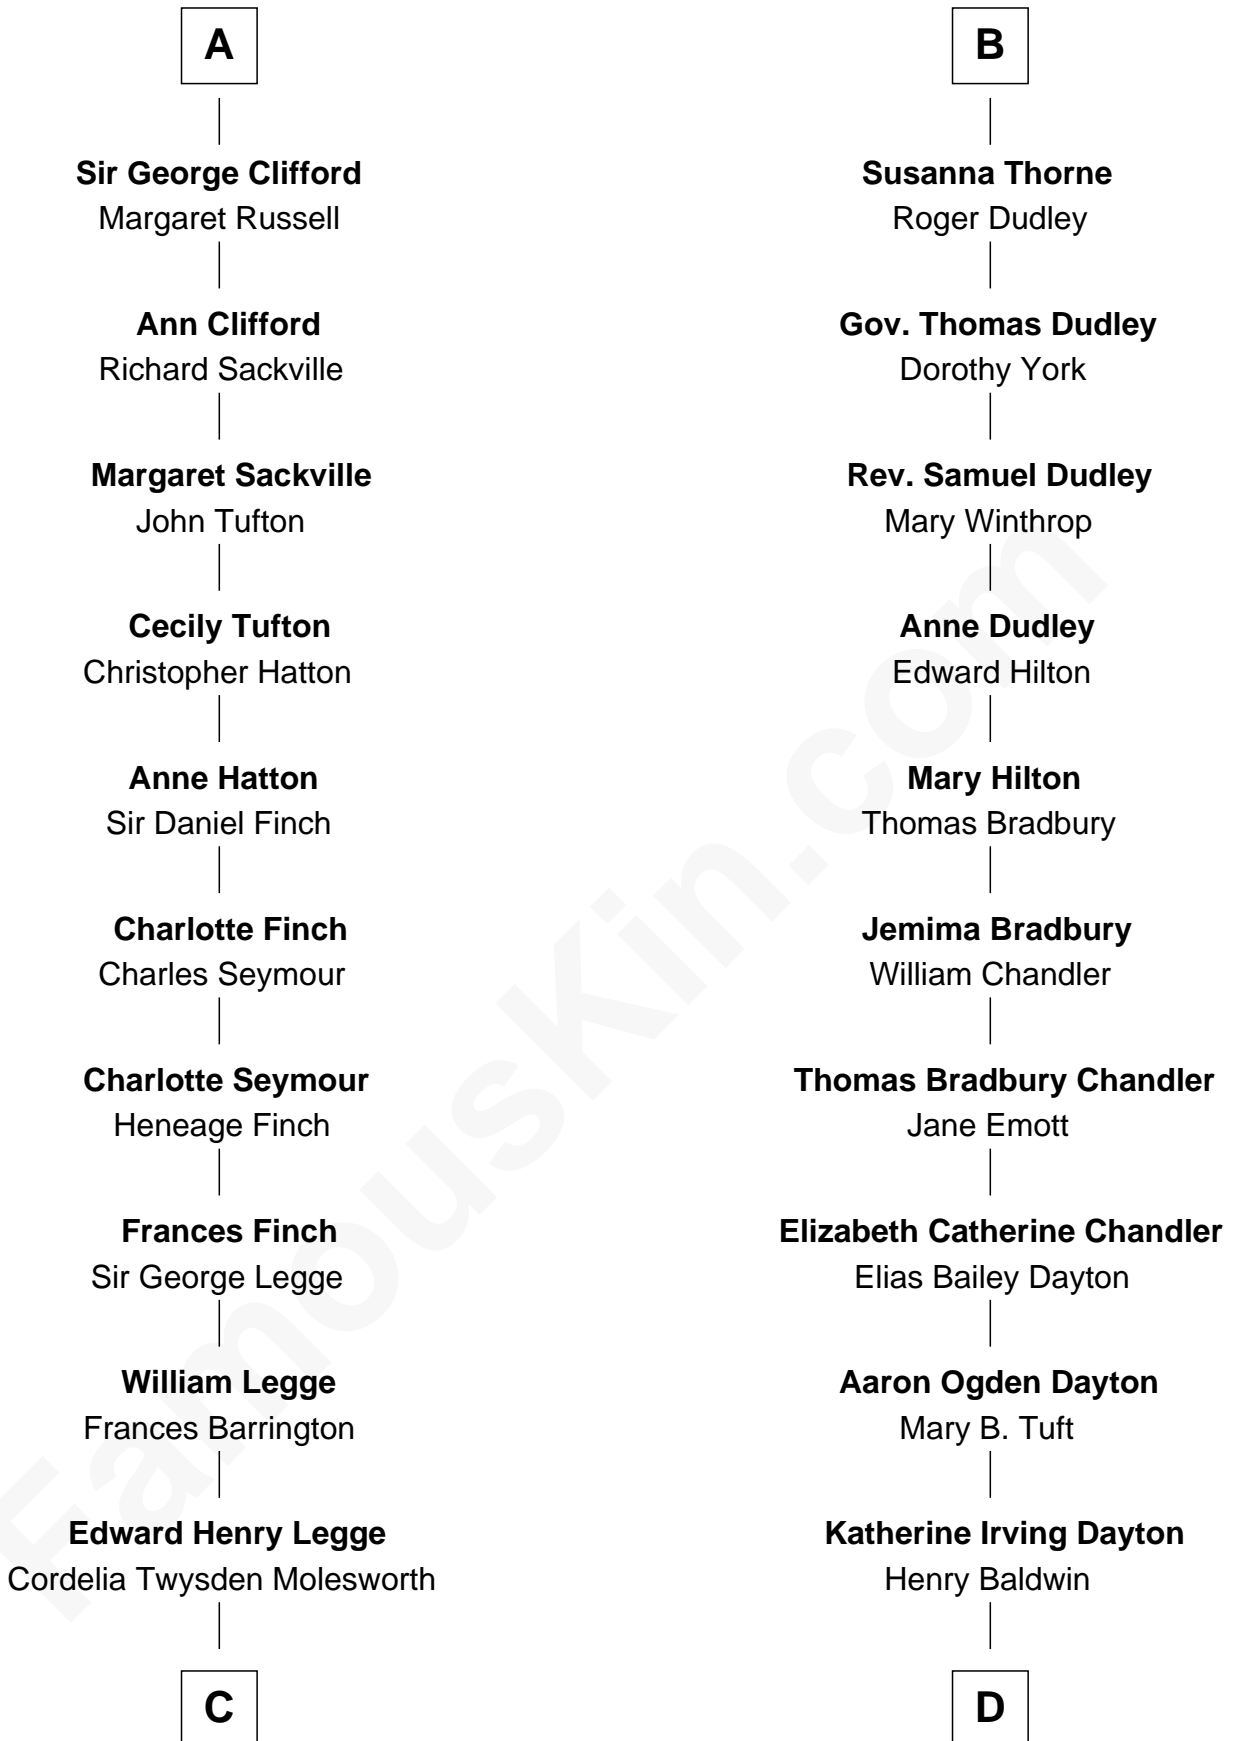 A
Sir George Clifford
Margaret Russell
Ann Clifford
Richard Sackville
Margaret Sackville
John Tufton
Cecily Tufton
Christopher Hatton
Anne Hatton
Sir Daniel Finch
Charlotte Finch
Charles Seymour
Charlotte Seymour
Heneage Finch
Frances Finch
Sir George Legge
William Legge
Frances Barrington
Edward Henry Legge
Cordelia Twysden Molesworth
C
B
Susanna Thorne
Roger Dudley
Gov. Thomas Dudley
Dorothy York
Rev. Samuel Dudley
Mary Winthrop
Anne Dudley
Edward Hilton
Mary Hilton
Thomas Bradbury
Jemima Bradbury
William Chandler
Thomas Bradbury Chandler
Jane Emott
Elizabeth Catherine Chandler
Elias Bailey Dayton
Aaron Ogden Dayton
Mary B. Tuft
Katherine Irving Dayton
Henry Baldwin
D
FamousKin.com